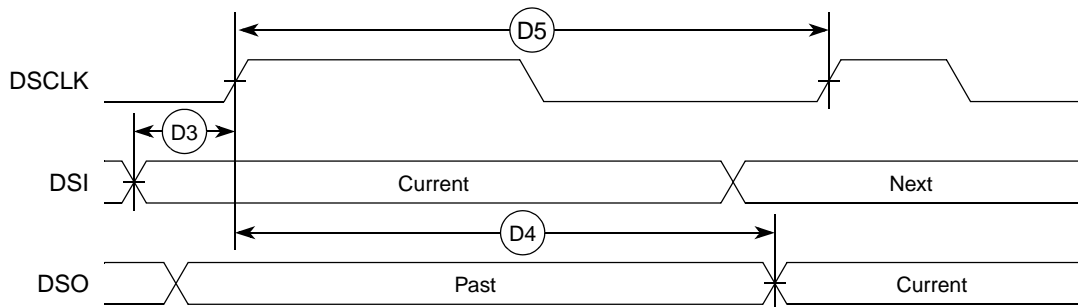 D5
DSCLK
D3
DSI
Current
Next
D4
DSO
Past
Current